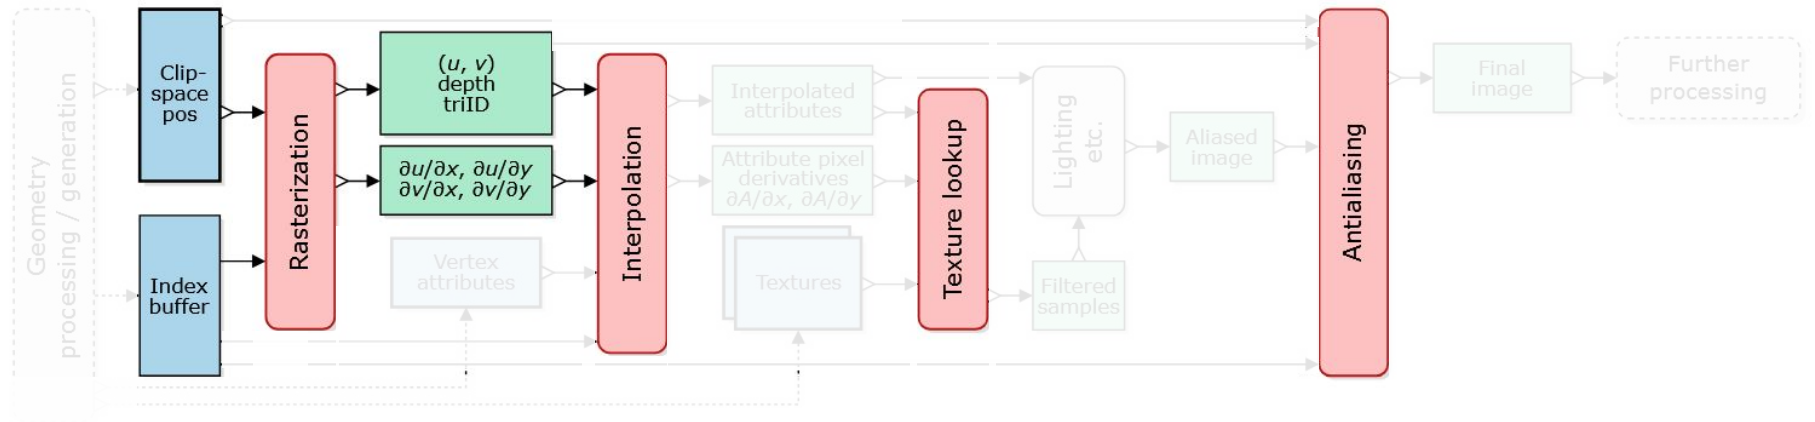 Geometry
processing / generation
Clip-
space
pos
Index
buffer
Rasterization
(u, v)
depth
triID
∂u/∂x, ∂u/∂y
∂v/∂x, ∂v/∂y
Vertex
attributes
Interpolation
Interpolated
attributes
Attribute pixel
derivatives
∂A/∂x, ∂A/∂y
Textures
Texture lookup
Lighting
etc.
Filtered
samples
Aliased
image
Antialiasing
Final
image
Further
processing